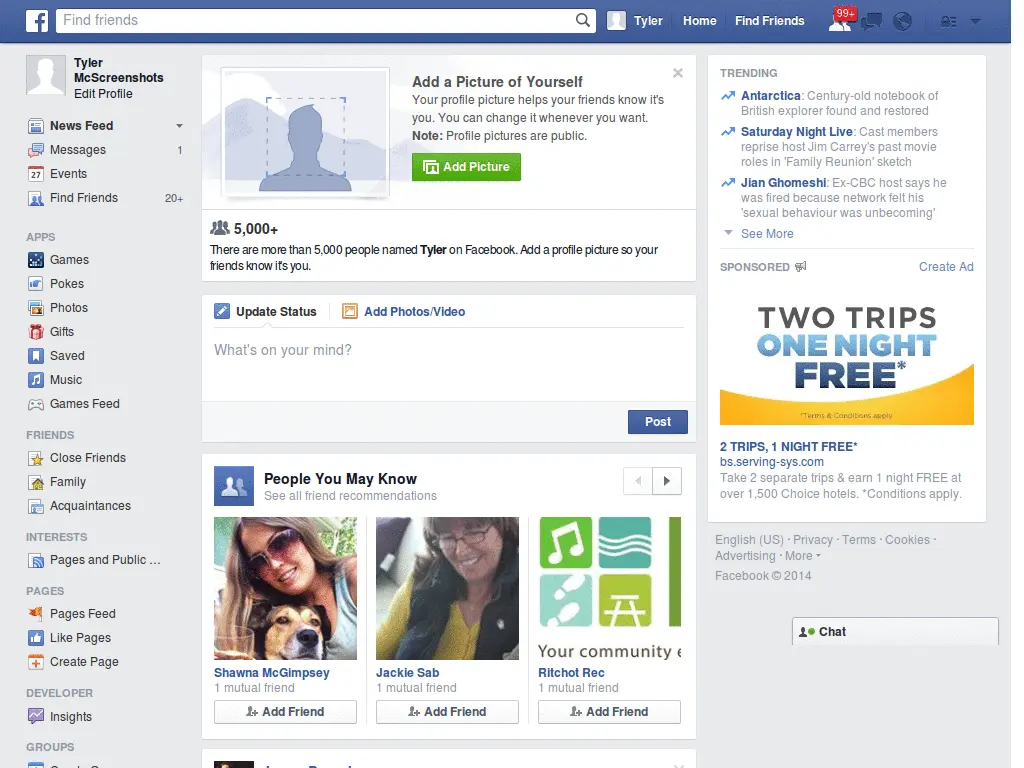 f
Find friends
Tyler
Home
Find Friends
99+
Tyler
McScreenshots
Edit Profile
News Feed
Messages 1
27 Events
Find Friends 20+
APPS
Games
Pokes
Photos
Gifts
Saved
Music
Games Feed
FRIENDS
Close Friends
Family
Acquaintances
INTERESTS
Pages and Public ...
PAGES
Pages Feed
Like Pages
Create Page
DEVELOPER
Insights
GROUPS
Add a Picture of Yourself
Your profile picture helps your friends know it's
you. You can change it whenever you want.
Note: Profile pictures are public.
Add Picture
5,000+
There are more than 5,000 people named Tyler on Facebook. Add a profile picture so your
friends know it's you.
Update Status
Add Photos/Video
What's on your mind?
Post
People You May Know
See all friend recommendations
Your community e
Shawna McGimpsey
1 mutual friend
Add Friend
Jackie Sab
1 mutual friend
Add Friend
Ritchot Rec
1 mutual friend
Add Friend
TRENDING
Antarctica: Century-old notebook of
British explorer found and restored
Saturday Night Live: Cast members
reprise host Jim Carrey's past movie
roles in 'Family Reunion' sketch
Jian Ghomeshi: Ex-CBC host says he
was fired because network felt his
'sexual behaviour was unbecoming'
See More
SPONSORED
Create Ad
TWO TRIPS
ONE NIGHT
FREE*
*Terms & Conditions apply
2 TRIPS, 1 NIGHT FREE*
bs.serving-sys.com
Take 2 separate trips & earn 1 night FREE at
over 1,500 Choice hotels. *Conditions apply.
English (US) · Privacy · Terms · Cookies ·
Advertising · More
Facebook © 2014
Chat